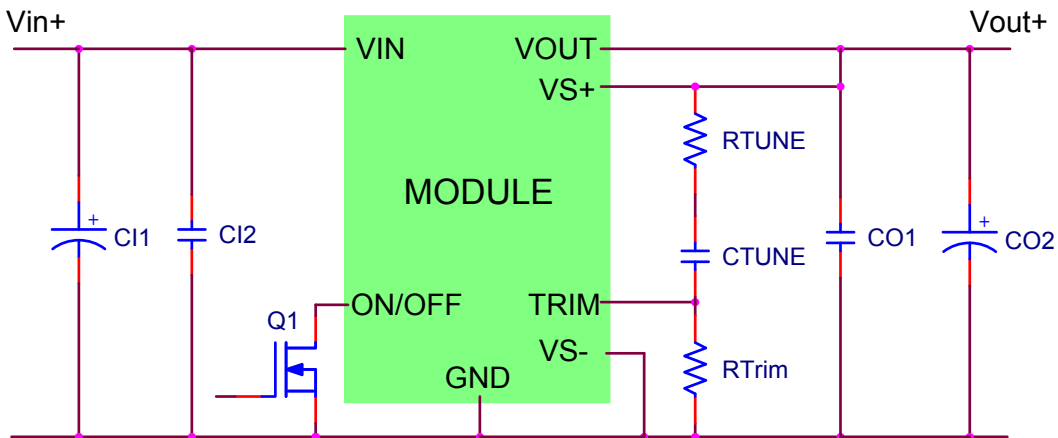 Vin+
Vout+
VIN
VOUT
VS+
RTUNE
MODULE
+
CI1
CI2
CTUNE
CO1
+
CO2
ON/OFF
TRIM
Q1
VS-
RTrim
GND